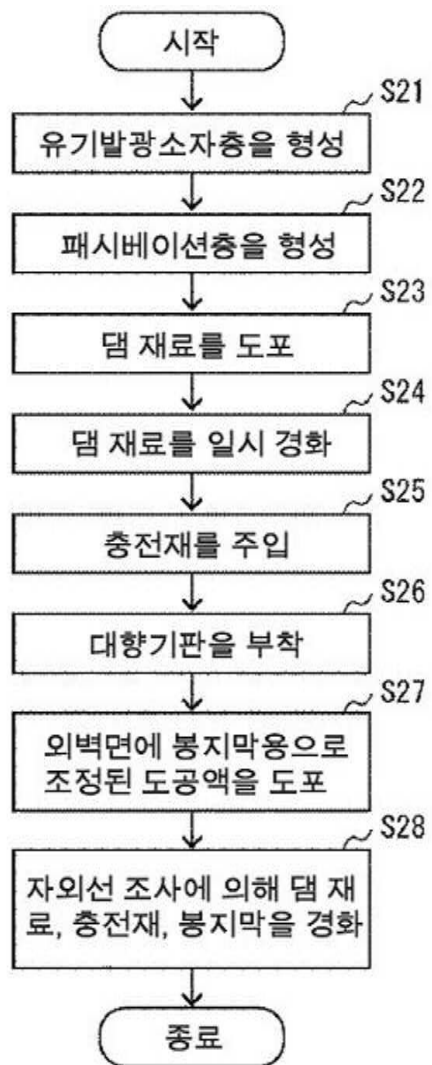 시작
S21
유기발광소자층을 형성
S22
패시베이션층을 형성
S23
댐 재료를 도포
S24
댐 재료를 일시 경화
S25
충전재를 주입
S26
대향기판을 부착
S27
외벽면에 봉지막용으로
조정된 도공액을 도포
S28
자외선 조사에 의해 댐 재
료, 충전재, 봉지막을 경화
종료